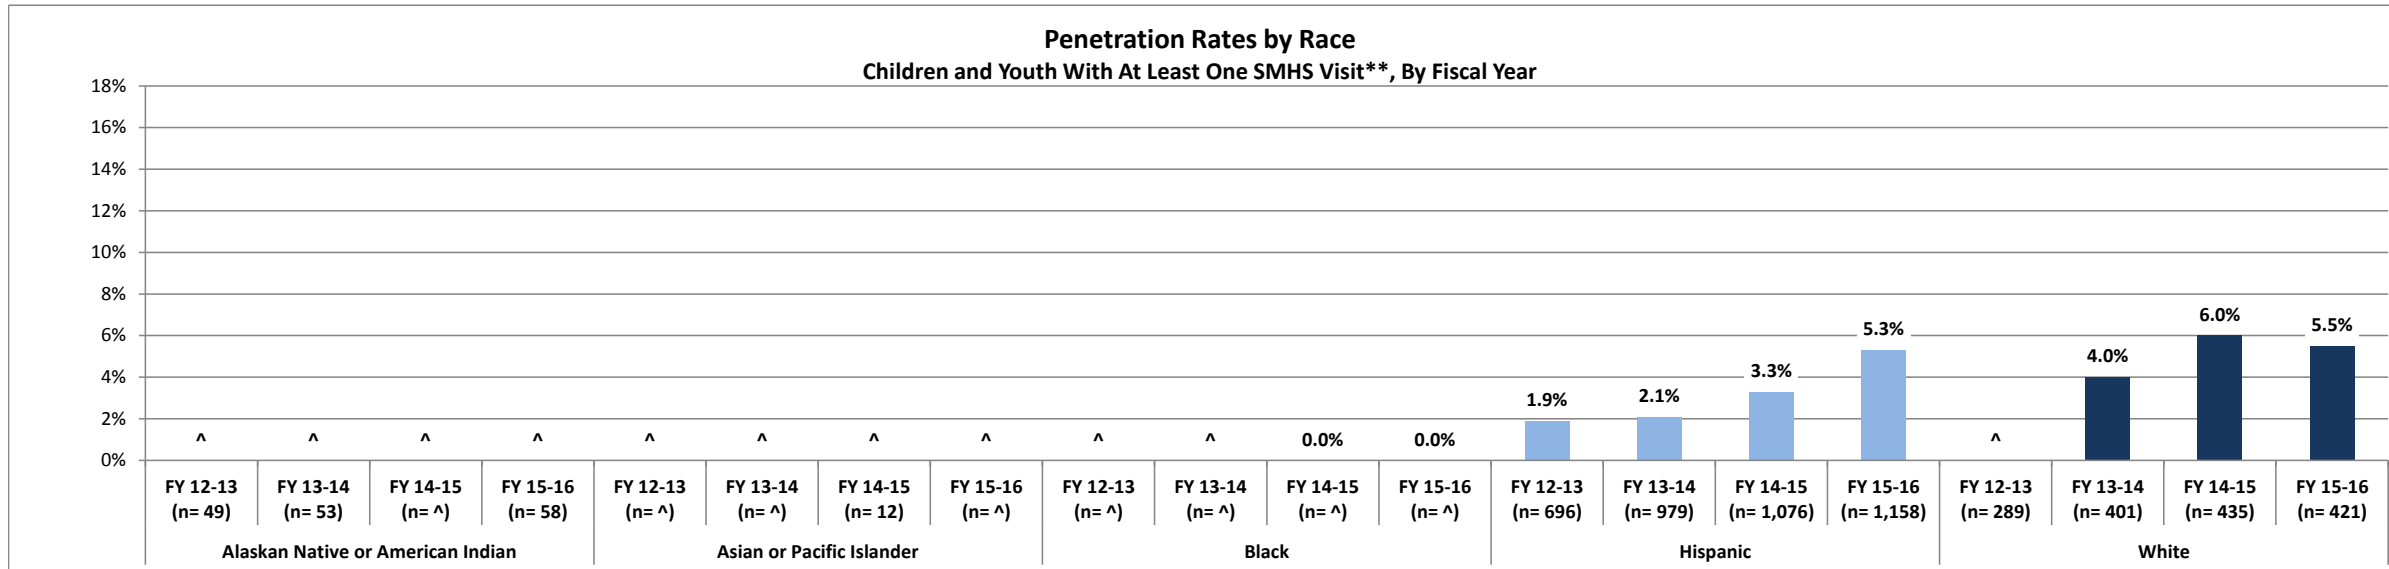 Penetration Rates by Race
Children and Youth With At Least One SMHS Visit**, By Fiscal Year
18%
16%
14%
12%
10%
8%
6%
4%
2%
0%
^ ^ ^ ^ ^ ^ ^ ^ ^ ^ 0.0% 0.0% 1.9% 2.1% 3.3% 5.3% ^ 4.0% 6.0% 5.5%
FY 12-13 FY 13-14 FY 14-15 FY 15-16 FY 12-13 FY 13-14 FY 14-15 FY 15-16 FY 12-13 FY 13-14 FY 14-15 FY 15-16 FY 12-13 FY 13-14 FY 14-15 FY 15-16 FY 12-13 FY 13-14 FY 14-15 FY 15-16
(n= 49) (n= 53) (n= ^) (n= 58) (n= ^) (n= ^) (n= 12) (n= ^) (n= ^) (n= ^) (n= ^) (n= ^) (n= 696) (n= 979) (n= 1,076) (n= 1,158) (n= 289) (n= 401) (n= 435) (n= 421)
Alaskan Native or American Indian Asian or Pacific Islander Black Hispanic White